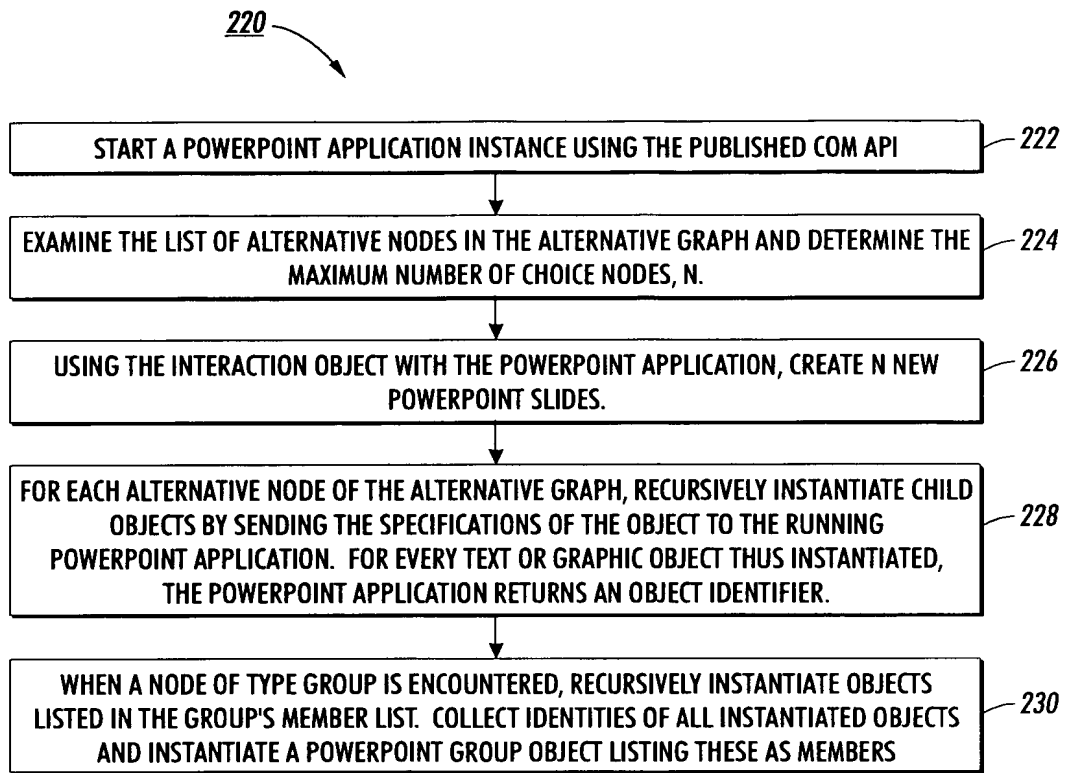 220
START A POWERPOINT APPLICATION INSTANCE USING THE PUBLISHED COM API
222
EXAMINE THE LIST OF ALTERNATIVE NODES IN THE ALTERNATIVE GRAPH AND DETERMINE THE
MAXIMUM NUMBER OF CHOICE NODES, N.
224
USING THE INTERACTION OBJECT WITH THE POWERPOINT APPLICATION, CREATE N NEW
POWERPOINT SLIDES.
226
FOR EACH ALTERNATIVE NODE OF THE ALTERNATIVE GRAPH, RECURSIVELY INSTANTIATE CHILD
OBJECTS BY SENDING THE SPECIFICATIONS OF THE OBJECT TO THE RUNNING
POWERPOINT APPLICATION. FOR EVERY TEXT OR GRAPHIC OBJECT THUS INSTANTIATED,
THE POWERPOINT APPLICATION RETURNS AN OBJECT IDENTIFIER.
228
WHEN A NODE OF TYPE GROUP IS ENCOUNTERED, RECURSIVELY INSTANTIATE OBJECTS
LISTED IN THE GROUP'S MEMBER LIST. COLLECT IDENTITIES OF ALL INSTANTIATED OBJECTS
AND INSTANTIATE A POWERPOINT GROUP OBJECT LISTING THESE AS MEMBERS
230